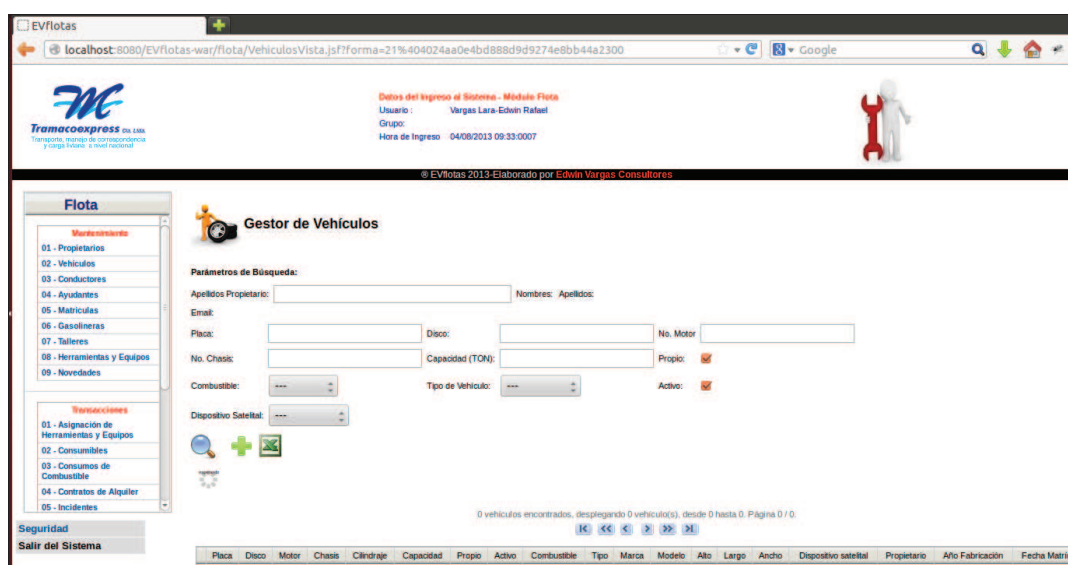 EVflotas
localhost:8080/EVflotas-war/flota/VehiculosVista.jsf?forma=21%404024aa0e4bd888d9d9274e8bb44a2300
Google
Tramacoexpress Cia. Ltda.
Transporte, manejo de correspondencia
y carga liviana a nivel nacional
Datos del Ingreso al Sistema - Módulo Flota
Usuario : Vargas Lara-Edwin Rafael
Grupo:
Hora de Ingreso 04/08/2013 09:33:0007
® EVflotas 2013-Elaborado por Edwin Vargas Consultores
Flota
Mantenimiento
01 - Propietarios
02 - Vehiculos
03 - Conductores
04 - Ayudantes
05 - Matriculas
06 - Gasolineras
07 - Talleres
08 - Herramientas y Equipos
09 - Novedades
Transacciones
01 - Asignación de
Herramientas y Equipos
02 - Consumibles
03 - Consumos de
Combustible
04 - Contratos de Alquiler
05 - Incidentes
Seguridad
Salir del Sistema
Gestor de Vehículos
Parámetros de Búsqueda:
Apellidos Propietario: Nombres: Apellidos:
Email:
Placa: Disco: No. Motor
No. Chasis: Capacidad (TON): Propio:
Combustible: --- Tipo de Vehiculo: --- Activo:
Dispositivo Satelital: ---
0 vehículos encontrados, desplegando 0 vehículo(s), desde 0 hasta 0. Página 0 / 0.
Placa Disco Motor Chasis Cilindraje Capacidad Propio Activo Combustible Tipo Marca Modelo Alto Largo Ancho Dispositivo satelital Propietario Año Fabricación Fecha Matri